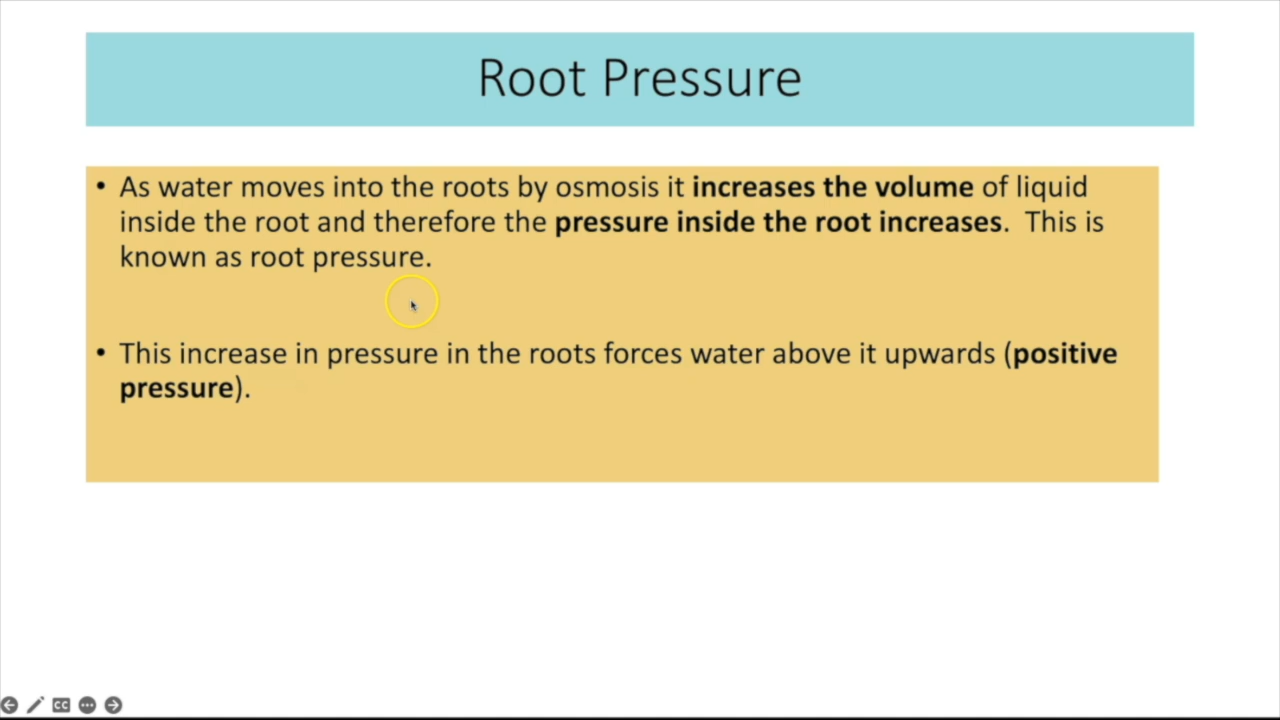 Root Pressure
• As water moves into the roots by osmosis it increases the volume of liquid
inside the root and therefore the pressure inside the root increases.  This is
known as root pressure.
• This increase in pressure in the roots forces water above it upwards (positive
pressure).
CC